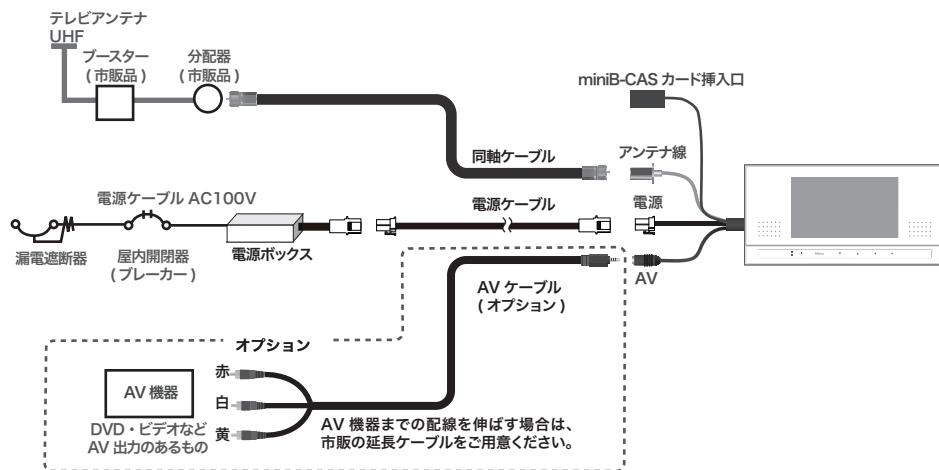 テレビアンテナ
UHF
ブースター
( 市販品 )
分配器
( 市販品 )
miniB-CAS カード挿入口
同軸ケーブル
アンテナ線
電源ケーブル AC100V
電源ケーブル
電源
漏電遮断器
屋内開閉器
( ブレーカー )
電源ボックス
AV ケーブル
( オプション )
AV
Menu
オプション
赤
白
黄
AV 機器
DVD・ビデオなど
AV 出力のあるもの
AV 機器までの配線を伸ばす場合は、
市販の延長ケーブルをご用意ください。